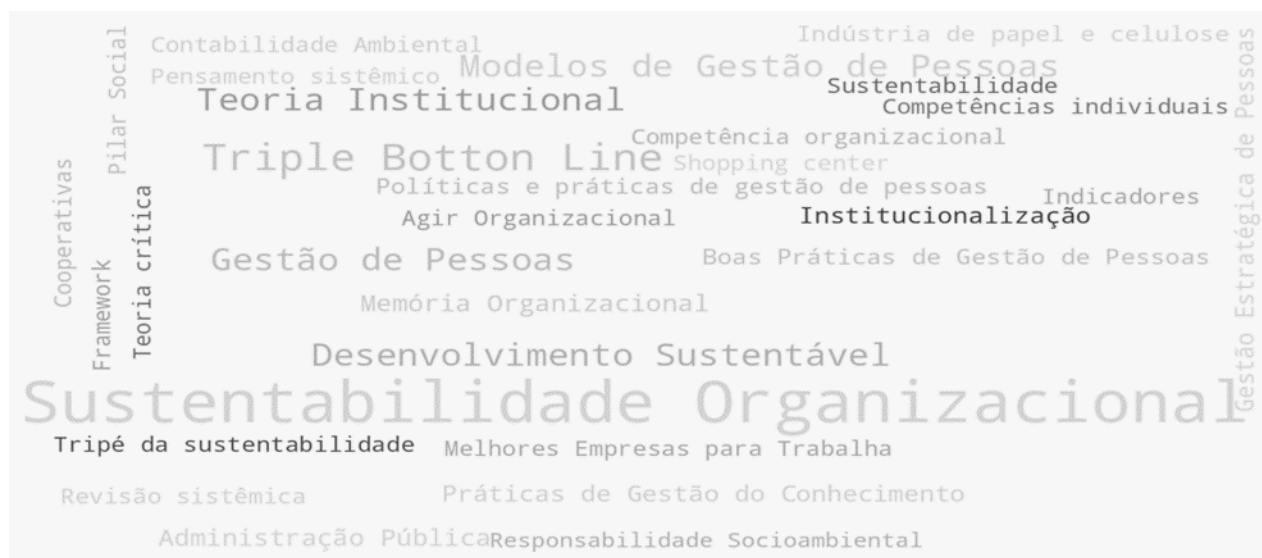 Indústria de papel e celulose
Contabilidade Ambiental
Modelos de Gestão de Pessoas
Pensamento sistêmico
Sustentabilidade
Teoria Institucional
Competências individuais
Competência organizacional
Triple Botton Line
Shopping center
Políticas e práticas de gestão de pessoas
Indicadores
Agir Organizacional
Institucionalização
Gestão de Pessoas
Boas Práticas de Gestão de Pessoas
Memória Organizacional
Desenvolvimento Sustentável
Sustentabilidade Organizacional
Tripé da sustentabilidade
Melhores Empresas para Trabalha
Revisão sistêmica
Práticas de Gestão do Conhecimento
Administração Pública
Responsabilidade Socioambiental
Pilar Social
Cooperativas
Framework
Teoria crítica
Gestão Estratégica de Pessoas